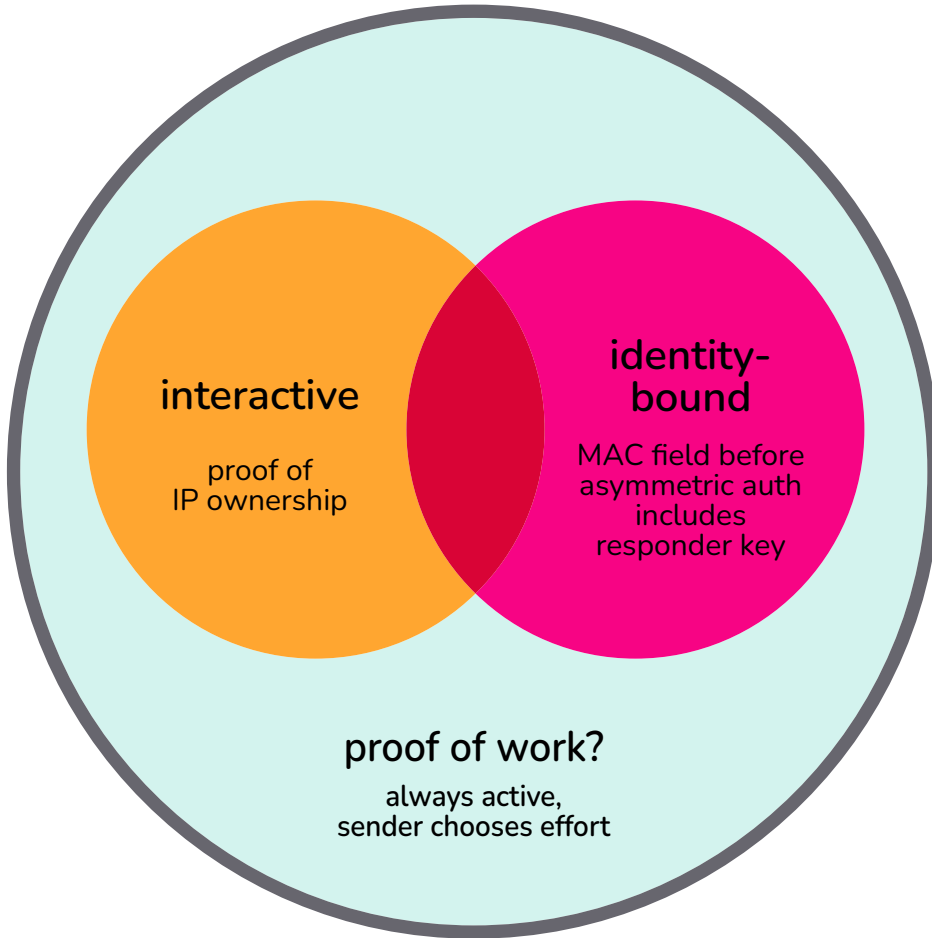 interactive
proof of
IP ownership
identity-
bound
MAC field before
asymmetric auth
includes
responder key
proof of work?
always active,
sender chooses effort